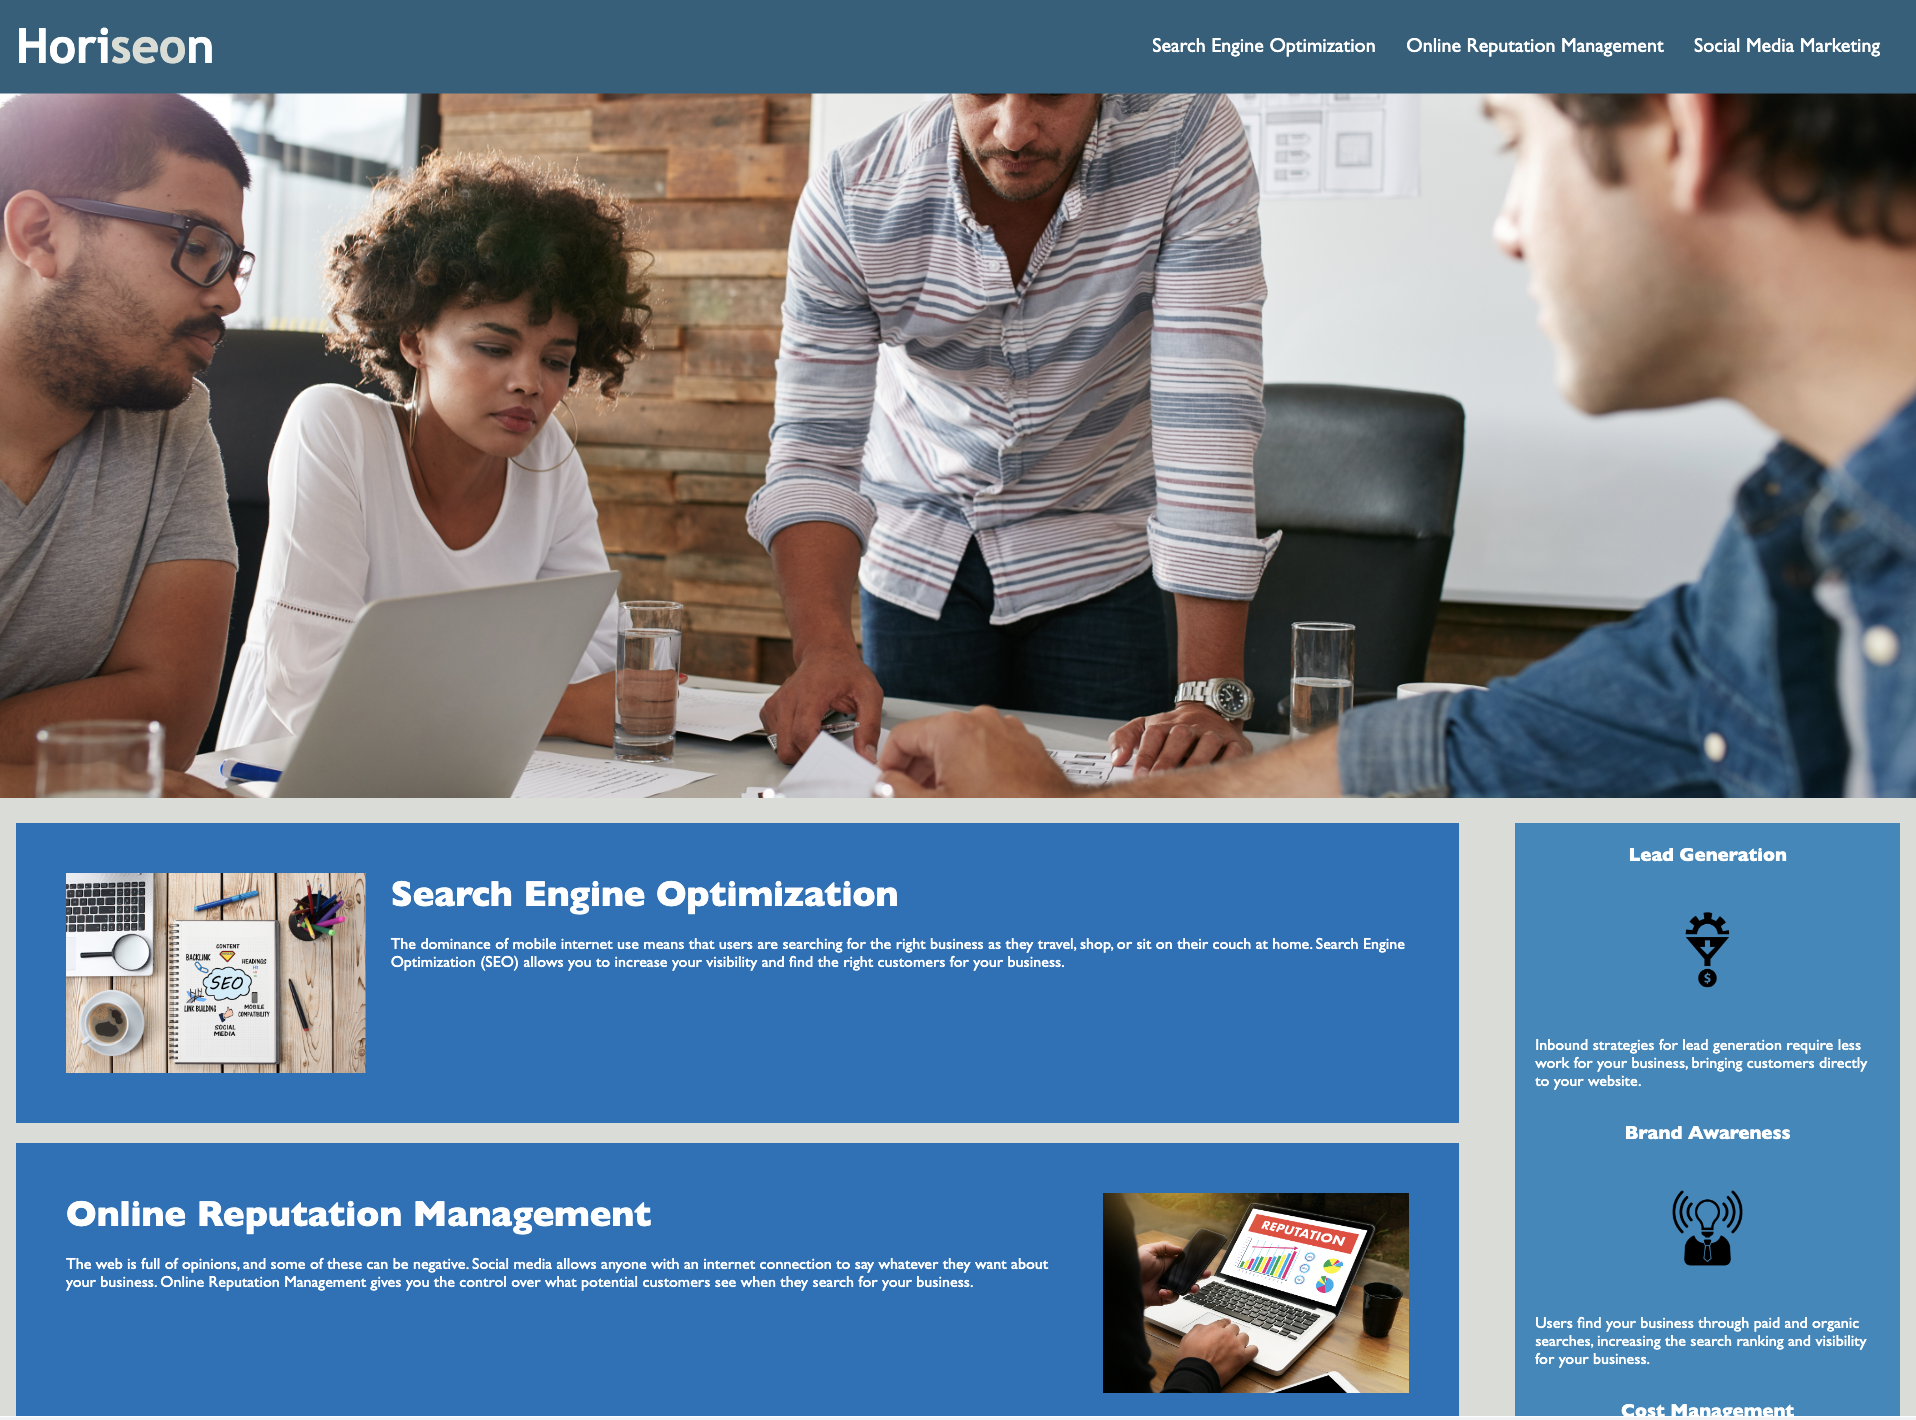 Horiseon
Search Engine Optimization
Online Reputation Management
Social Media Marketing
Search Engine Optimization
The dominance of mobile internet use means that users are searching for the right business as they travel, shop, or sit on their couch at home. Search Engine
Optimization (SEO) allows you to increase your visibility and find the right customers for your business.
CONTENT
BACKLINK
HEADINGS
SEO
LINK BUILDING
MOBILE
COMPATIBILITY
SOCIAL
MEDIA
Online Reputation Management
The web is full of opinions, and some of these can be negative. Social media allows anyone with an internet connection to say whatever they want about
your business. Online Reputation Management gives you the control over what potential customers see when they search for your business.
REPUTATION
Lead Generation
$
Inbound strategies for lead generation require less
work for your business, bringing customers directly
to your website.
Brand Awareness
Users find your business through paid and organic
searches, increasing the search ranking and visibility
for your business.
Cost Management